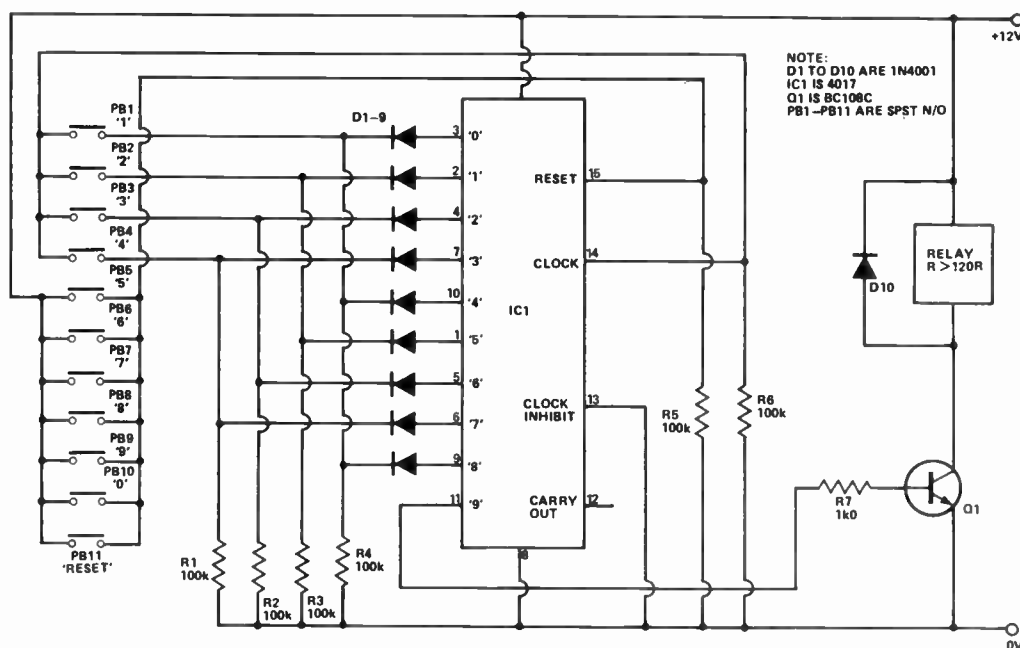 +12V
NOTE:
D1 TO D10 ARE 1N4001
IC1 IS 4017
Q1 IS BC108C
PB1-PB11 ARE SPST N/O
PB1
'1'
PB2
'2'
PB3
'3'
PB4
'4'
PB5
'5'
PB6
'6'
PB7
'7'
PB8
'8'
PB9
'9'
PB10
'0'
PB11
'RESET'
D1-9
3 '0'
2 '1'
4 '2'
7 '3'
10 '4'
1 '5'
5 '6'
6 '7'
9 '8'
11 '9'
IC1
RESET 15
CLOCK 14
CLOCK
INHIBIT 13
CARRY
OUT 12
8
R1
100k
R2
100k
R3
100k
R4
100k
R5
100k
R6
100k
D10
RELAY
R > 120R
R7
1k0
Q1
0V